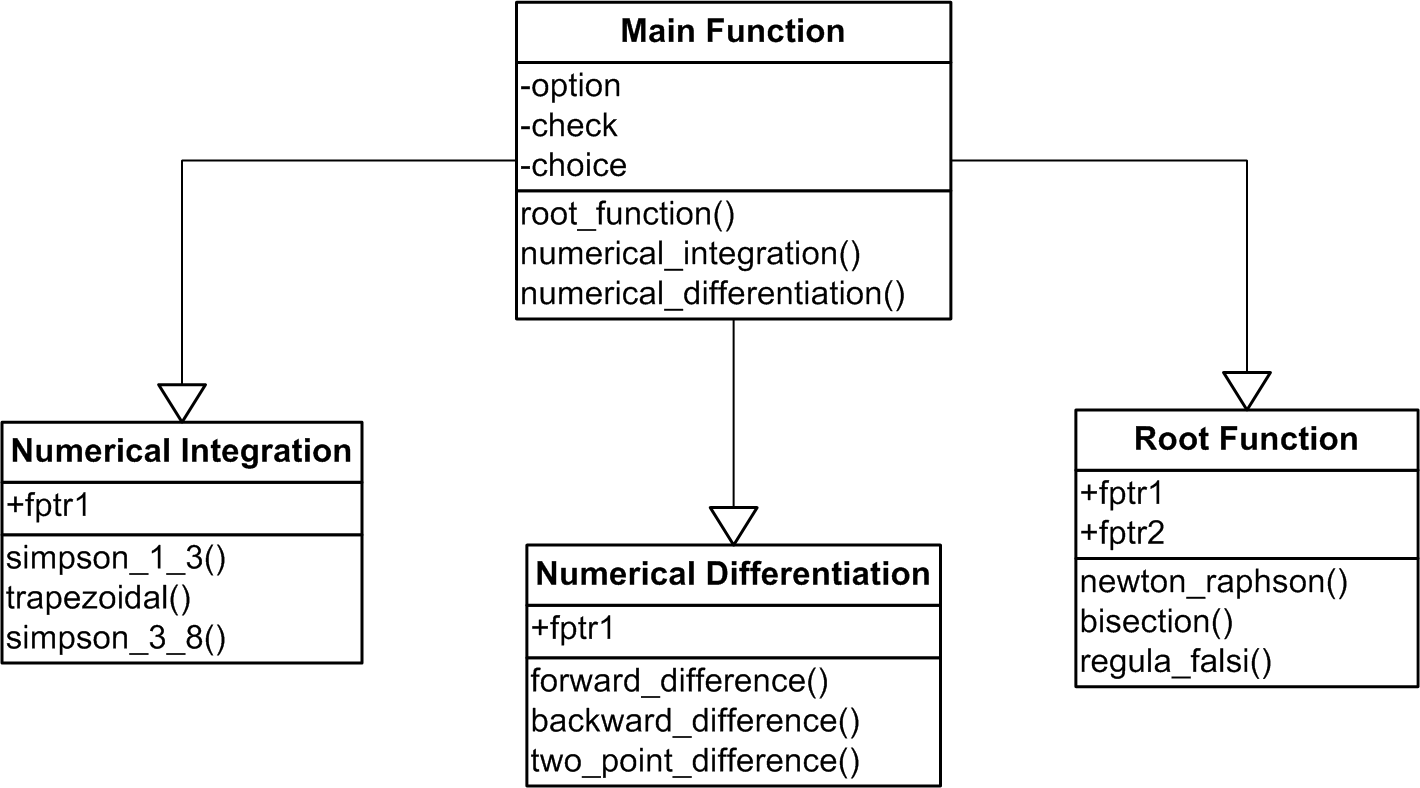 Main Function
-option
-check
-choice
root_function()
numerical_integration()
numerical_differentiation()
Numerical Integration
+fptr1
simpson_1_3()
trapezoidal()
simpson_3_8()
Numerical Differentiation
+fptr1
forward_difference()
backward_difference()
two_point_difference()
Root Function
+fptr1
+fptr2
newton_raphson()
bisection()
regula_falsi()